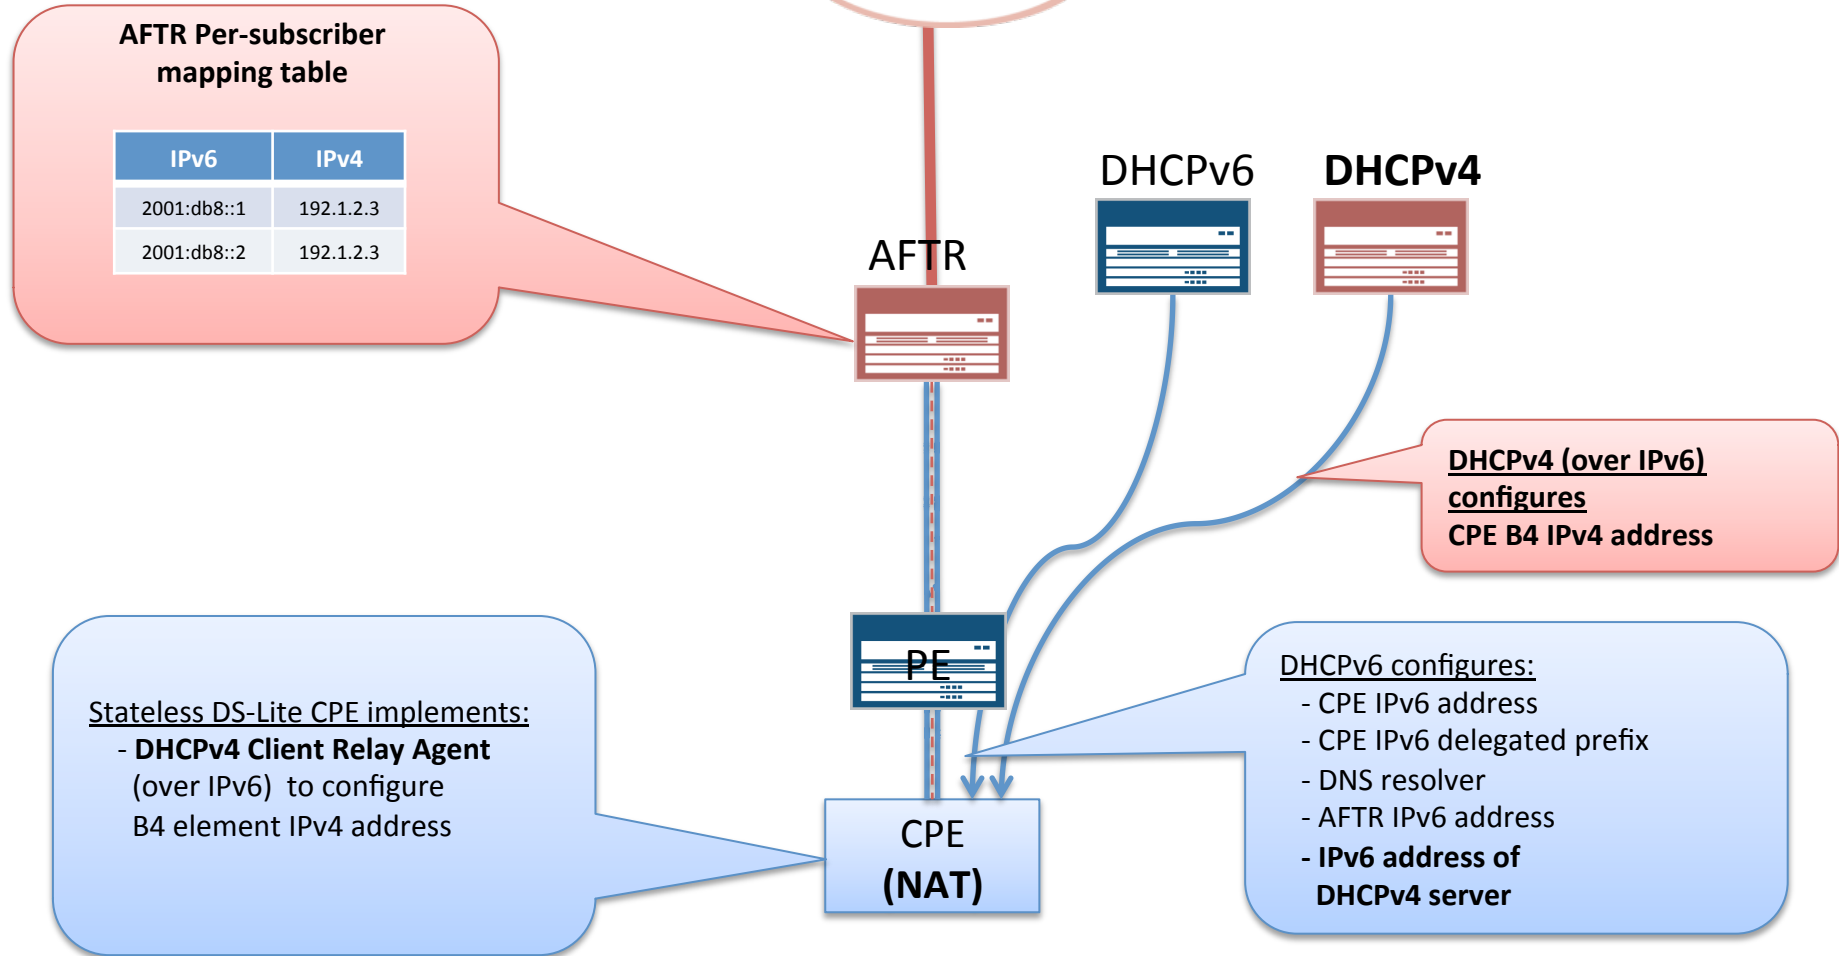 AFTR Per-subscriber
mapping table
IPv6 IPv4
2001:db8::1 192.1.2.3
2001:db8::2 192.1.2.3
DHCPv6
DHCPv4
AFTR
DHCPv4 (over IPv6)
configures
CPE B4 IPv4 address
PE
Stateless DS-Lite CPE implements:
- DHCPv4 Client Relay Agent
(over IPv6) to configure
B4 element IPv4 address
DHCPv6 configures:
- CPE IPv6 address
- CPE IPv6 delegated prefix
- DNS resolver
- AFTR IPv6 address
- IPv6 address of
DHCPv4 server
CPE
(NAT)